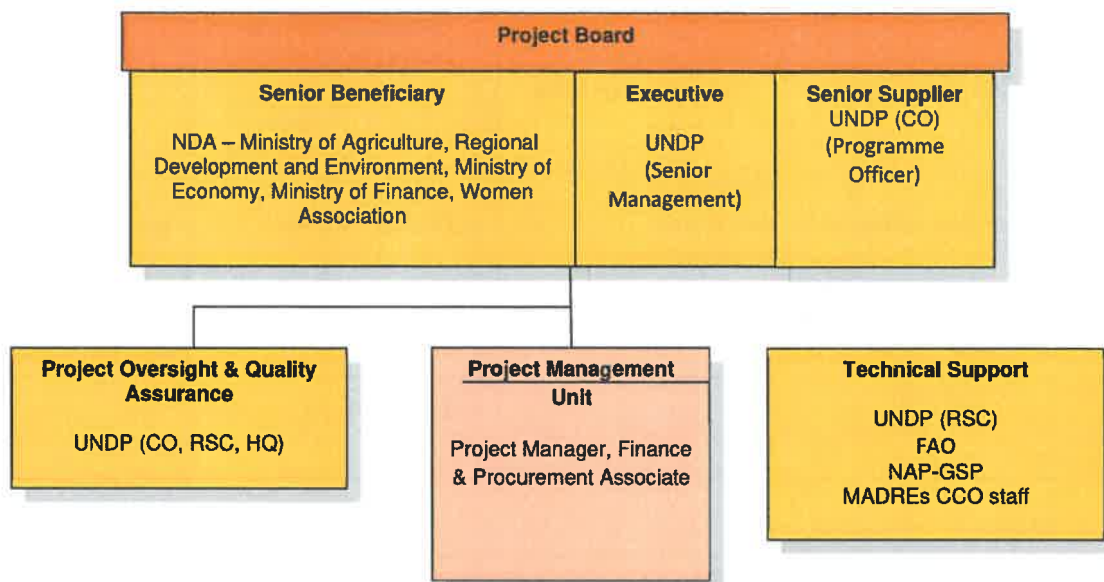 Project Board
Senior Beneficiary
NDA – Ministry of Agriculture, Regional
Development and Environment, Ministry of
Economy, Ministry of Finance, Women
Association
Executive
UNDP
(Senior
Management)
Senior Supplier
UNDP (CO)
(Programme
Officer)
Project Oversight & Quality
Assurance
UNDP (CO, RSC, HQ)
Project Management
Unit
Project Manager, Finance
& Procurement Associate
Technical Support
UNDP (RSC)
FAO
NAP-GSP
MADREs CCO staff